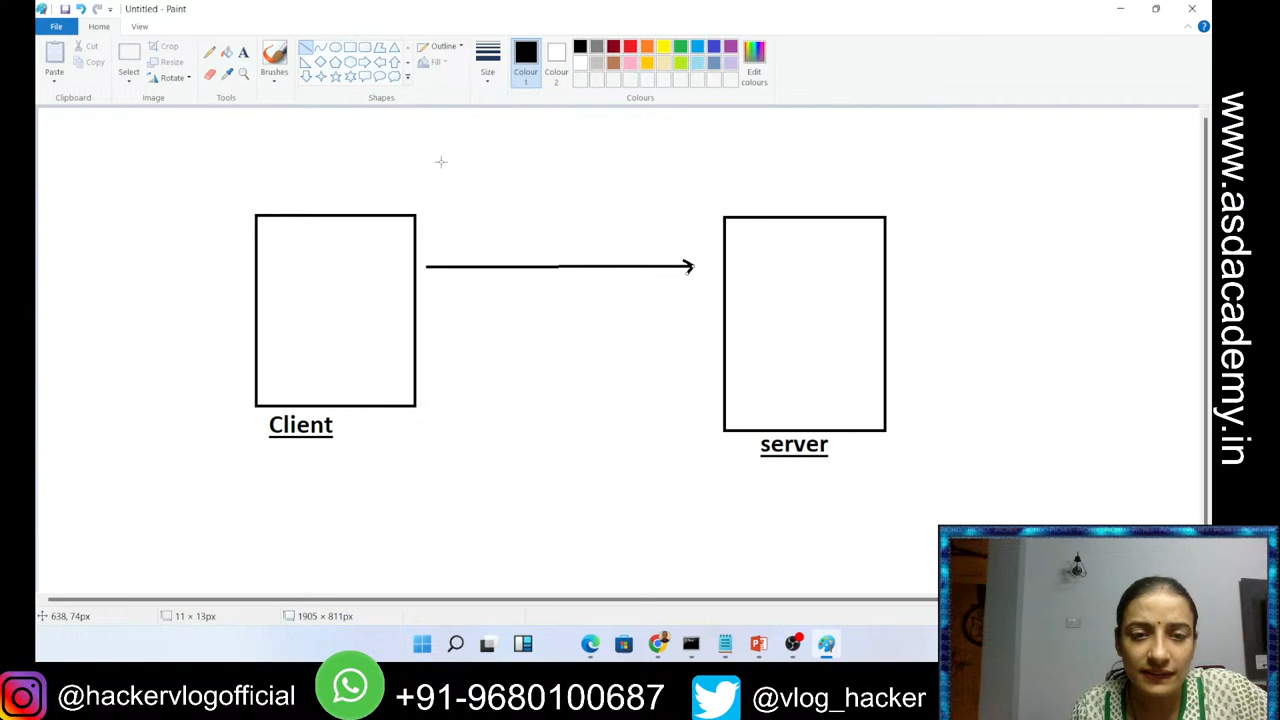 Untitled - Paint
File
Home
View
Paste
Cut
Copy
Clipboard
Select
Crop
Resize
Rotate
Image
A
Tools
Brushes
Outline
Fill
Shapes
Size
Colour
1
Colour
2
Edit
colours
Colours
Client
server
638, 74px
11 × 13px
1905 × 811px
www.asdacademy.in
@hackervlogofficial
+91-9680100687
@vlog_hacker